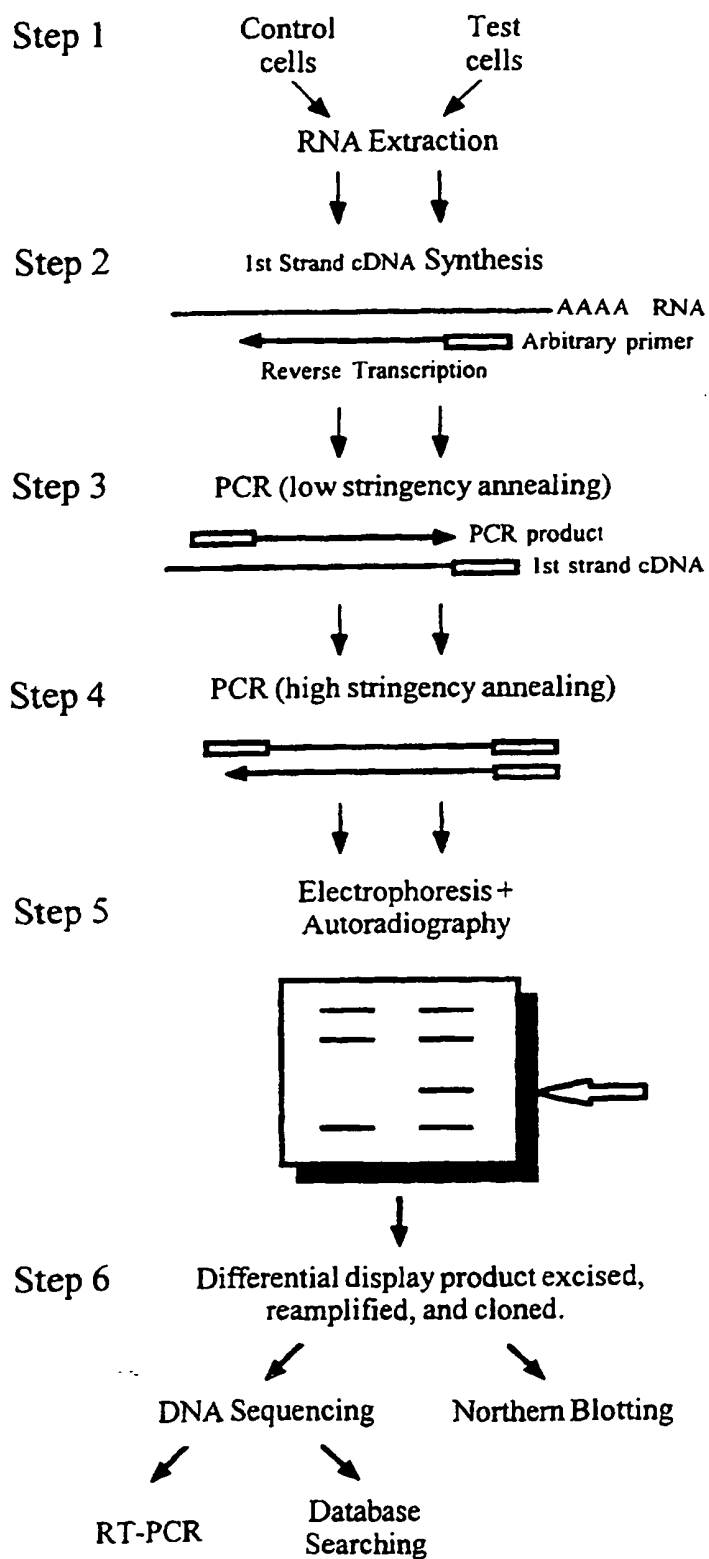 Step 1
Control cells
Test cells
RNA Extraction
Step 2
1st Strand cDNA Synthesis
AAAA RNA
Arbitrary primer
Reverse Transcription
Step 3
PCR (low stringency annealing)
PCR product
1st strand cDNA
Step 4
PCR (high stringency annealing)
Step 5
Electrophoresis +
Autoradiography
Step 6
Differential display product excised,
reamplified, and cloned.
DNA Sequencing
Northern Blotting
RT-PCR
Database
Searching